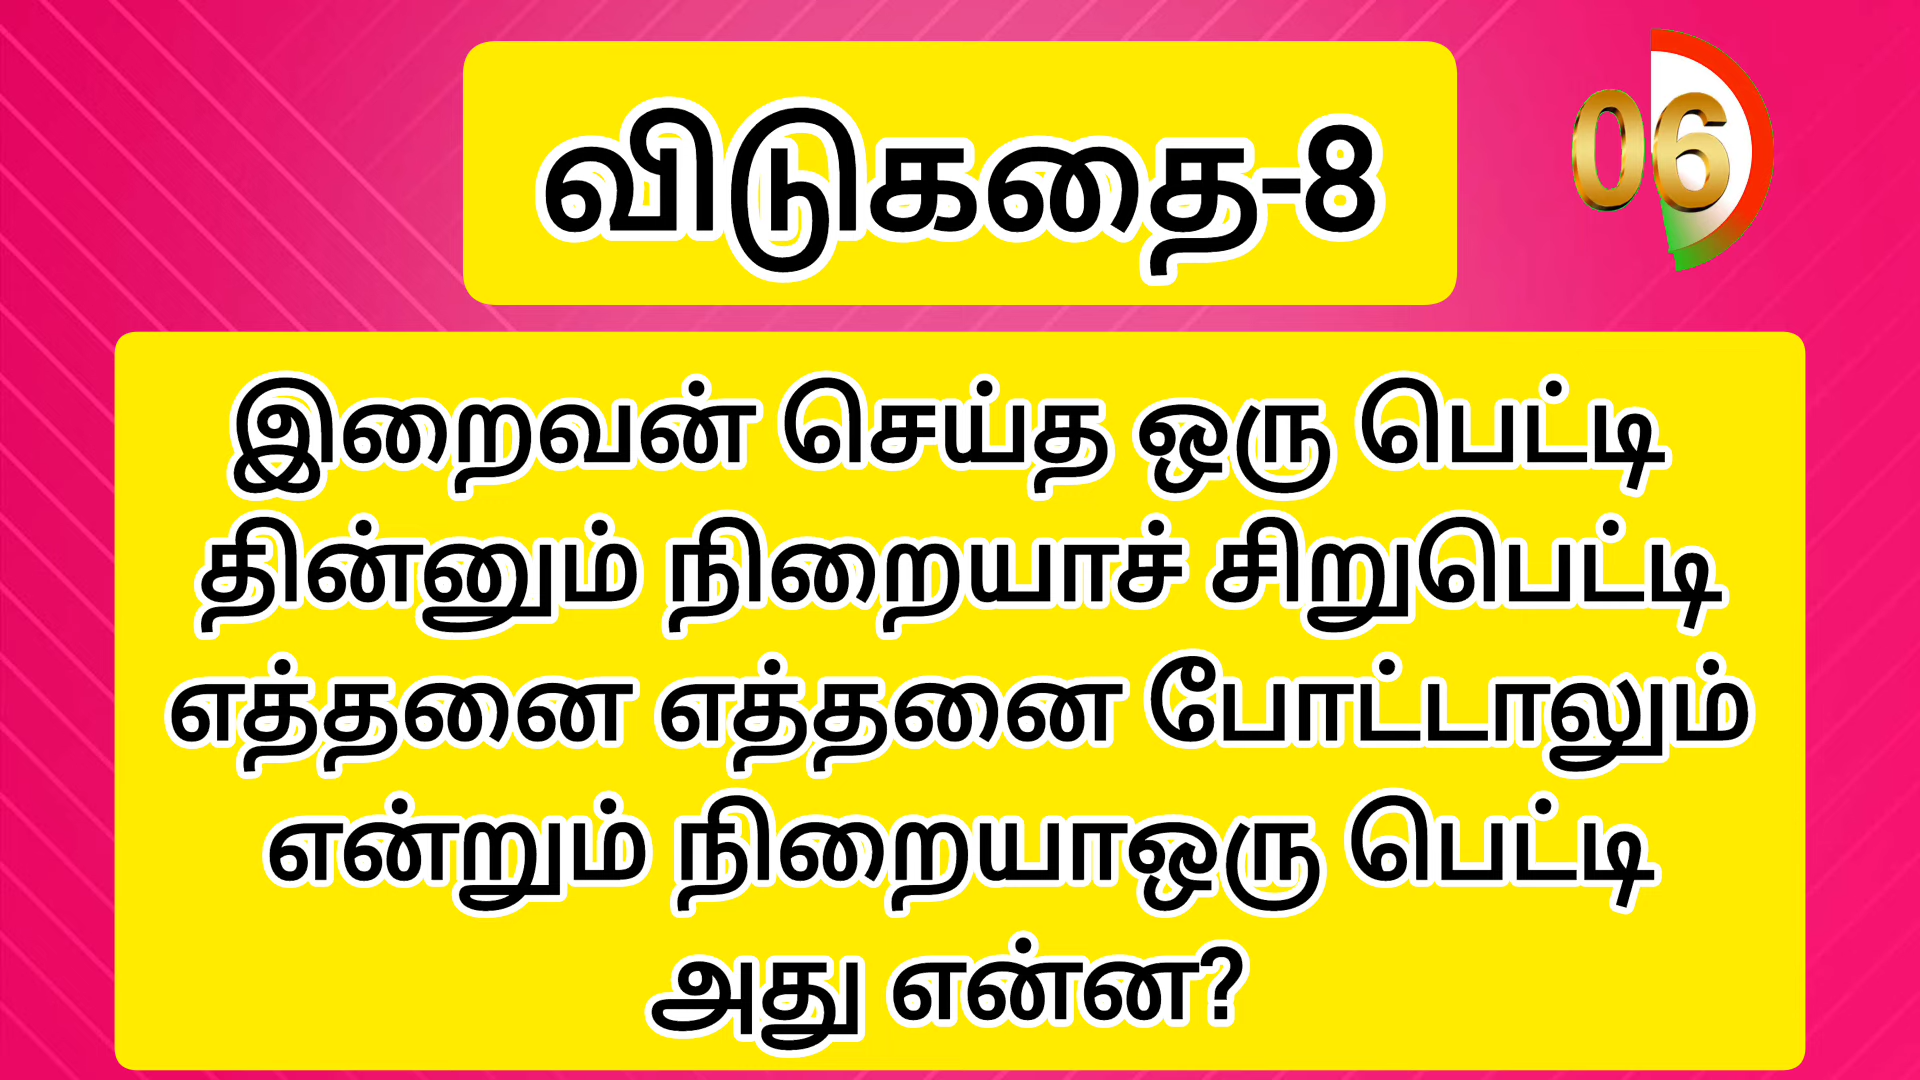 விடுகதை-8
06
இறைவன் செய்த ஒரு பெட்டி
தின்னும் நிறையாச் சிறுபெட்டி
எத்தனை எத்தனை போட்டாலும்
என்றும் நிறையாஒரு பெட்டி
அது என்ன?